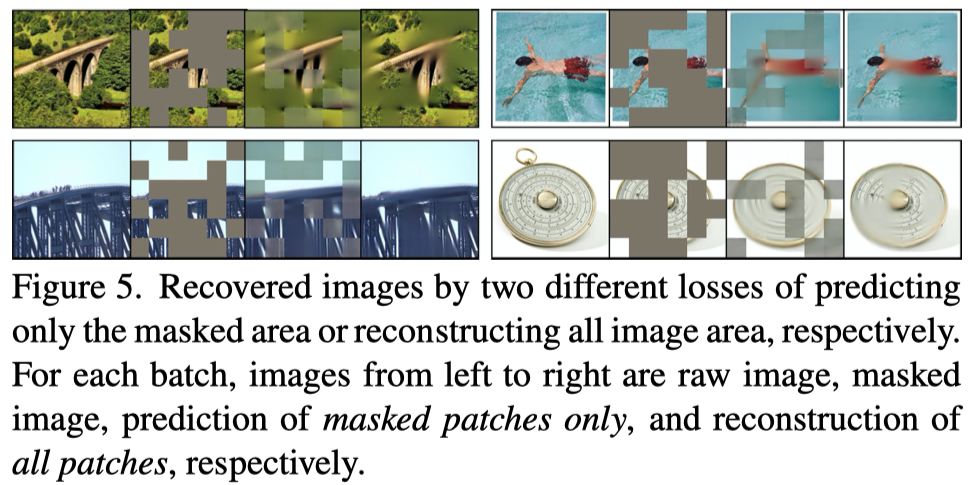 Figure 5. Recovered images by two different losses of predicting
only the masked area or reconstructing all image area, respectively.
For each batch, images from left to right are raw image, masked
image, prediction of masked patches only, and reconstruction of
all patches, respectively.